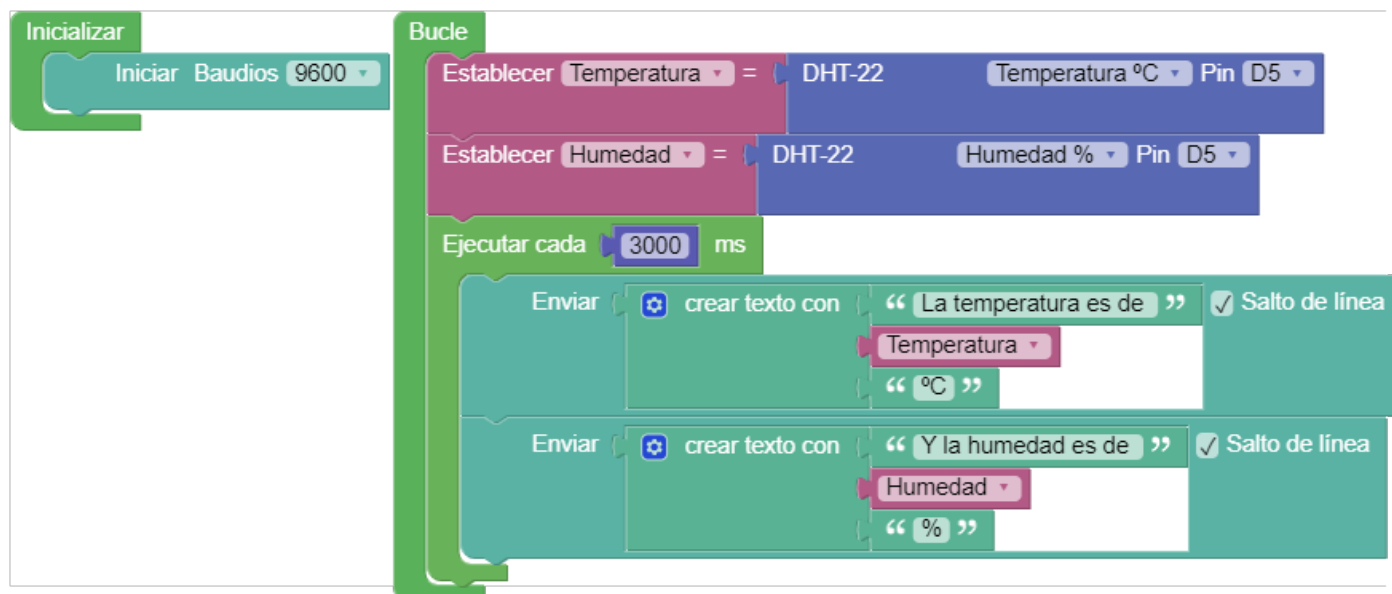 Inicializar
Iniciar Baudios 9600
Bucle
Establecer Temperatura = DHT-22 Temperatura ºC Pin D5
Establecer Humedad = DHT-22 Humedad % Pin D5
Ejecutar cada 3000 ms
Enviar crear texto con “ La temperatura es de ” Salto de línea
Temperatura
“ ºC ”
Enviar crear texto con “ Y la humedad es de ” Salto de línea
Humedad
“ % ”